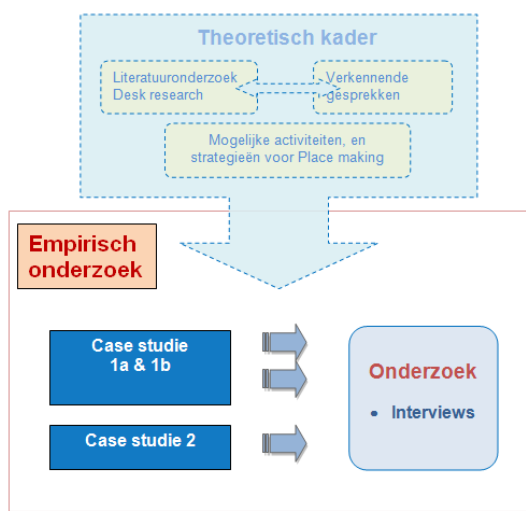 Theoretisch kader
Literatuuronderzoek
Desk research
Verkennende
gesprekken
Mogelijke activiteiten, en
strategieën voor Place making
Empirisch
onderzoek
Case studie
1a & 1b
Case studie 2
Onderzoek
• Interviews